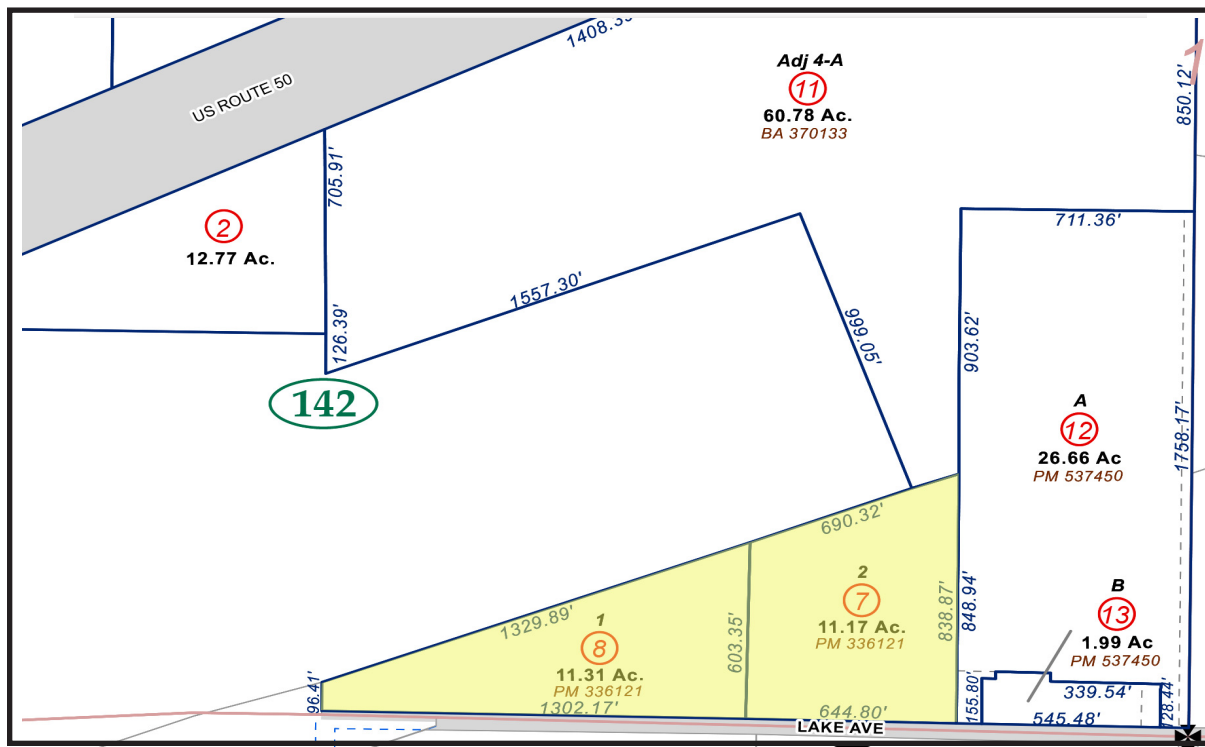 1408.35'
US ROUTE 50
Adj 4-A
11
60.78 Ac.
BA 370133
1
850.12'
705.91'
2
12.77 Ac.
711.36'
1557.30'
126.39'
999.05'
903.62'
142
A
12
26.66 Ac
PM 537450
1758.17'
690.32'
2
7
11.17 Ac.
PM 336121
838.87'
848.94'
B
13
1.99 Ac
PM 537450
1329.89'
1
8
11.31 Ac.
PM 336121
603.35'
96.41'
1302.17'
644.80'
155.80'
339.54'
128.44'
545.48'
LAKE AVE